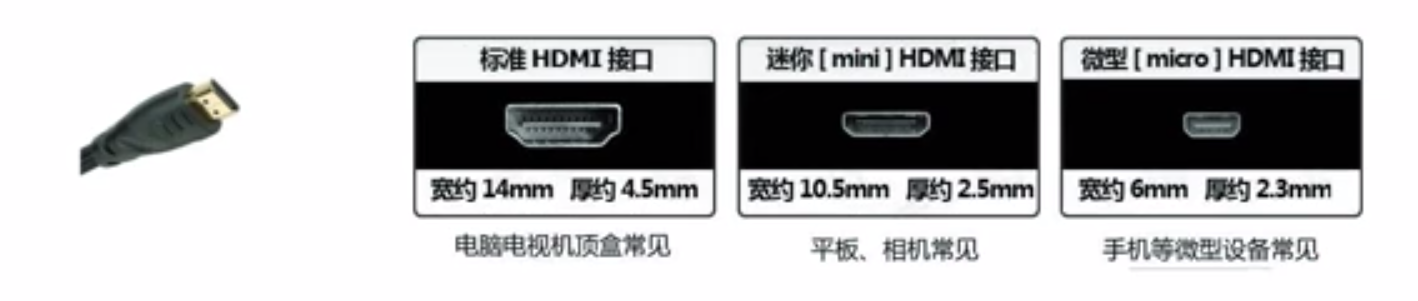 标准 HDMI 接口
宽约 14mm 厚约 4.5mm
电脑电视机顶盒常见
迷你 [ mini ] HDMI 接口
宽约 10.5mm 厚约 2.5mm
平板、相机常见
微型 [ micro ] HDMI 接口
宽约 6mm 厚约 2.3mm
手机等微型设备常见